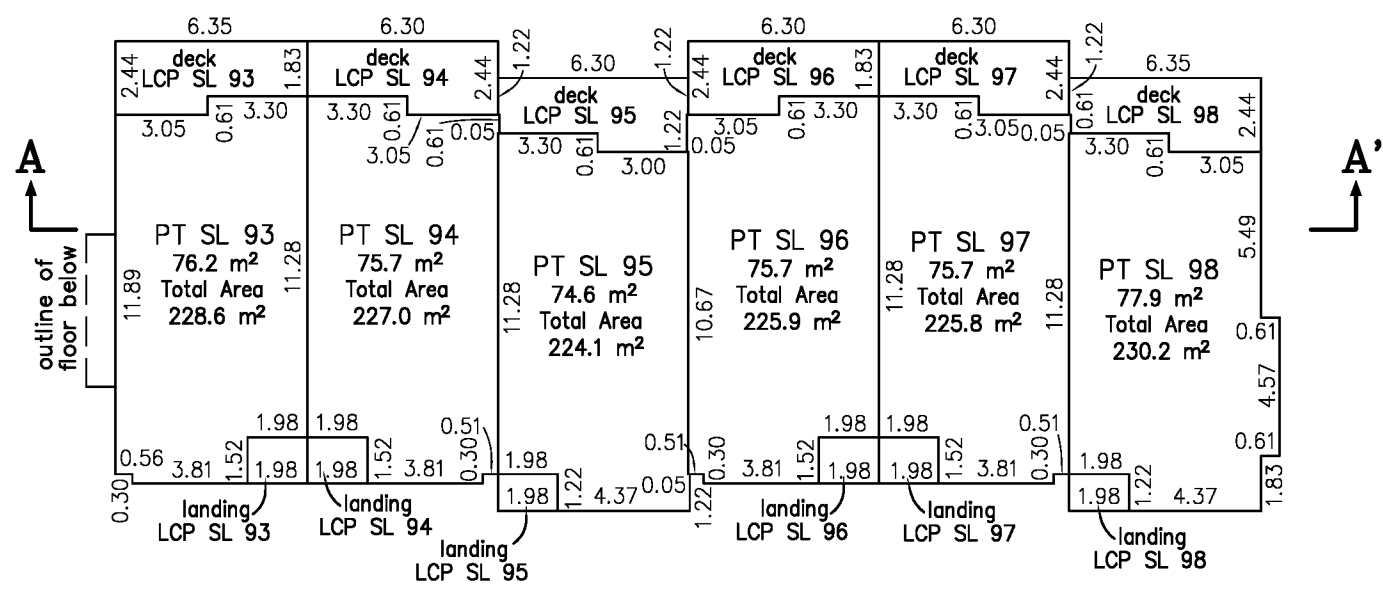 6.35
6.30
6.30
6.30
6.30
6.35
2.44
deck
LCP SL 93
1.83
deck
LCP SL 94
2.44
1.22
deck
LCP SL 95
1.22
2.44
deck
LCP SL 96
1.83
deck
LCP SL 97
2.44
1.22
deck
LCP SL 98
2.44
3.05
0.61
3.30
3.30
0.61
3.05
0.61
0.05
3.30
0.61
3.00
1.22
0.05
3.05
0.61
3.30
3.30
0.61
3.05
0.05
0.61
3.30
0.61
3.05
A
A'
outline of
floor below
11.89
PT SL 93
76.2 m²
Total Area
228.6 m²
11.28
PT SL 94
75.7 m²
Total Area
227.0 m²
11.28
PT SL 95
74.6 m²
Total Area
224.1 m²
10.67
PT SL 96
75.7 m²
Total Area
225.9 m²
11.28
PT SL 97
75.7 m²
Total Area
225.8 m²
11.28
PT SL 98
77.9 m²
Total Area
230.2 m²
5.49
0.61
4.57
0.61
1.83
0.56
0.30
3.81
1.52
1.98
1.98
1.98
1.98
1.52
3.81
0.30
0.51
1.98
1.98
1.22
4.37
0.05
0.51
0.30
1.22
3.81
1.52
1.98
1.98
1.98
1.98
1.52
3.81
0.30
0.51
1.98
1.98
1.22
4.37
landing
LCP SL 93
landing
LCP SL 94
landing
LCP SL 95
landing
LCP SL 96
landing
LCP SL 97
landing
LCP SL 98